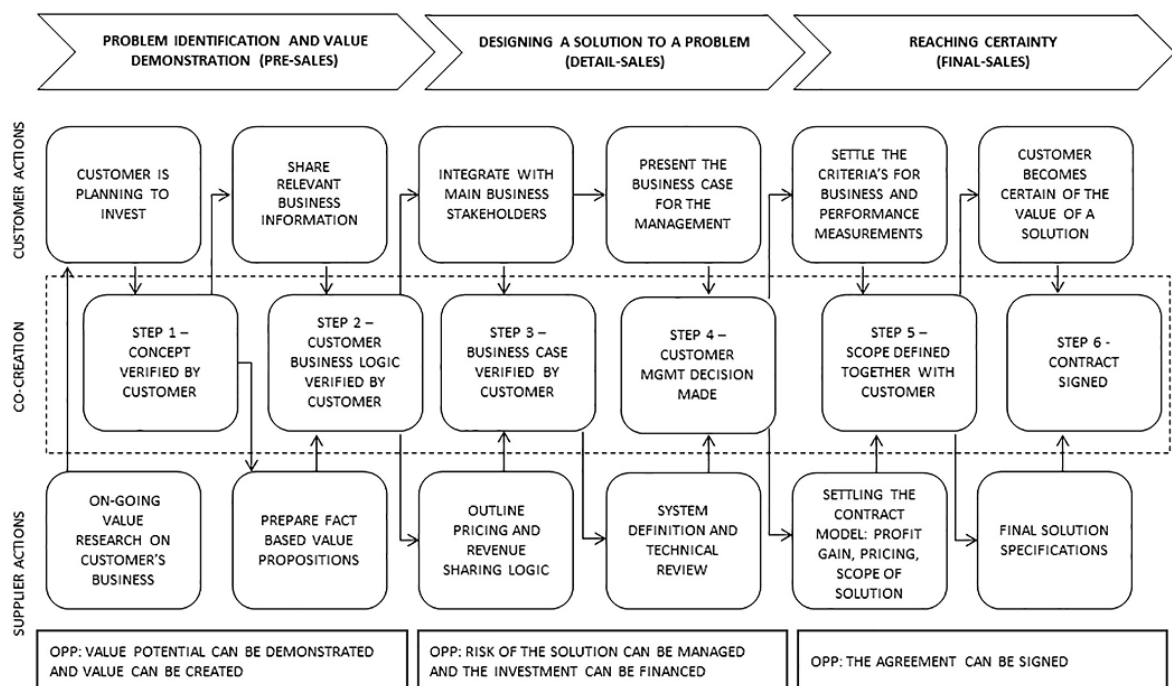 PROBLEM IDENTIFICATION AND VALUE
DEMONSTRATION (PRE-SALES)
DESIGNING A SOLUTION TO A PROBLEM
(DETAIL-SALES)
REACHING CERTAINTY
(FINAL-SALES)
CUSTOMER ACTIONS
CUSTOMER IS
PLANNING TO
INVEST
SHARE
RELEVANT
BUSINESS
INFORMATION
INTEGRATE WITH
MAIN BUSINESS
STAKEHOLDERS
PRESENT THE
BUSINESS CASE
FOR THE
MANAGEMENT
SETTLE THE
CRITERIA'S FOR
BUSINESS AND
PERFORMANCE
MEASUREMENTS
CUSTOMER
BECOMES
CERTAIN OF THE
VALUE OF A
SOLUTION
CO-CREATION
STEP 1 –
CONCEPT
VERIFIED BY
CUSTOMER
STEP 2 –
CUSTOMER
BUSINESS LOGIC
VERIFIED BY
CUSTOMER
STEP 3 –
BUSINESS CASE
VERIFIED BY
CUSTOMER
STEP 4 –
CUSTOMER
MGMT DECISION
MADE
STEP 5 –
SCOPE DEFINED
TOGETHER WITH
CUSTOMER
STEP 6 -
CONTRACT
SIGNED
SUPPLIER ACTIONS
ON-GOING
VALUE
RESEARCH ON
CUSTOMER'S
BUSINESS
PREPARE FACT
BASED VALUE
PROPOSITIONS
OUTLINE
PRICING AND
REVENUE
SHARING LOGIC
SYSTEM
DEFINITION AND
TECHNICAL
REVIEW
SETTLING THE
CONTRACT
MODEL: PROFIT
GAIN, PRICING,
SCOPE OF
SOLUTION
FINAL SOLUTION
SPECIFICATIONS
OPP: VALUE POTENTIAL CAN BE DEMONSTRATED
AND VALUE CAN BE CREATED
OPP: RISK OF THE SOLUTION CAN BE MANAGED
AND THE INVESTMENT CAN BE FINANCED
OPP: THE AGREEMENT CAN BE SIGNED